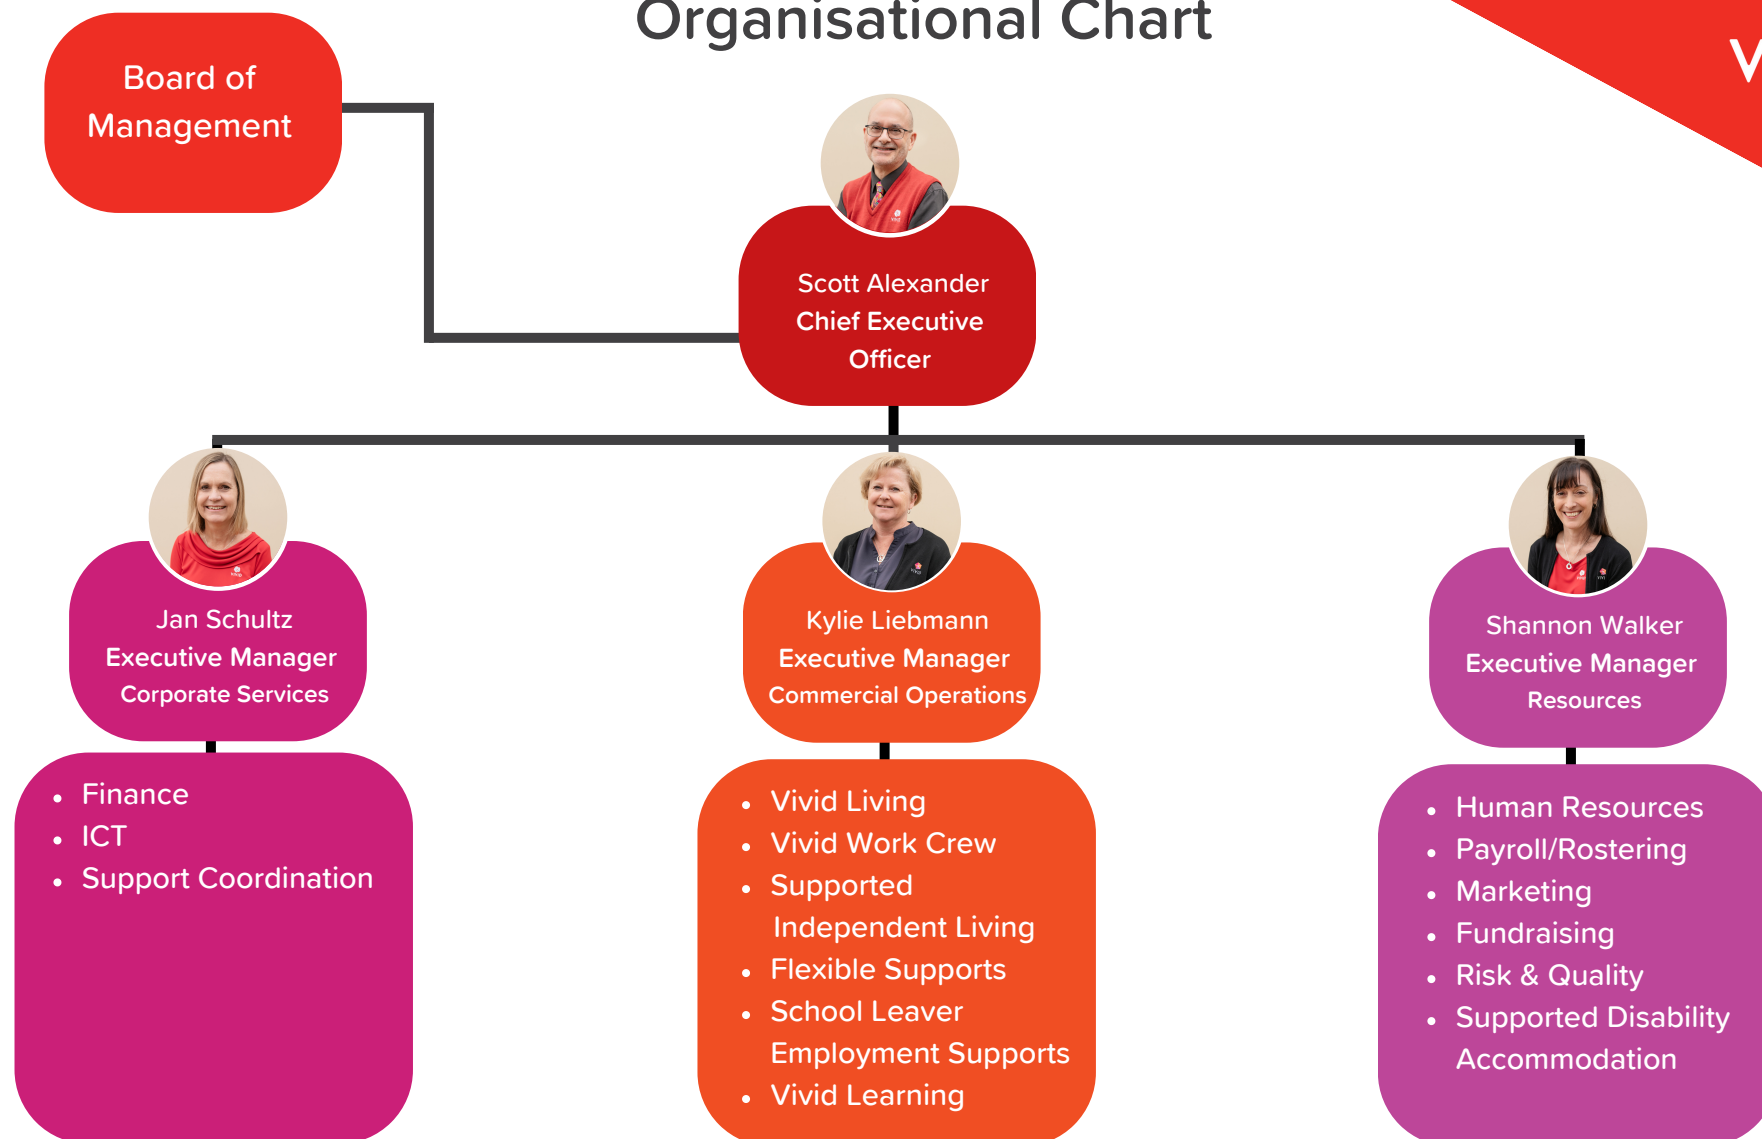 Organisational Chart
V
Board of
Management
Scott Alexander
Chief Executive
Officer
Jan Schultz
Executive Manager
Corporate Services
Kylie Liebmann
Executive Manager
Commercial Operations
Shannon Walker
Executive Manager
Resources
• Finance
• ICT
• Support Coordination
• Vivid Living
• Vivid Work Crew
• Supported
Independent Living
• Flexible Supports
• School Leaver
Employment Supports
• Vivid Learning
• Human Resources
• Payroll/Rostering
• Marketing
• Fundraising
• Risk & Quality
• Supported Disability
Accommodation